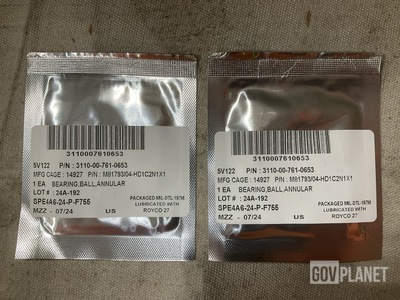 3110007610653
5V122 P/N : 3110-00-761-0653
MFG CAGE : 14927 P/N : M81793/04-HD1C2N1X1
1 EA BEARING,BALL,ANNULAR
LOT # : 24A-192
PACKAGED MIL-DTL-197M
LUBRICATED WITH
ROYCO 27
SPE4A6-24-P-F755
MZZ - 07/24 US
3110007610653
5V122 P/N : 3110-00-761-0653
MFG CAGE : 14927 P/N : M81793/04-HD1C2N1X1
1 EA BEARING,BALL,ANNULAR
LOT # : 24A-192
PACKAGED MIL-DTL-197M
LUBRICATED WITH
ROYCO 27
SPE4A6-24-P-F755
MZZ - 07/24 US
GOVPLANET